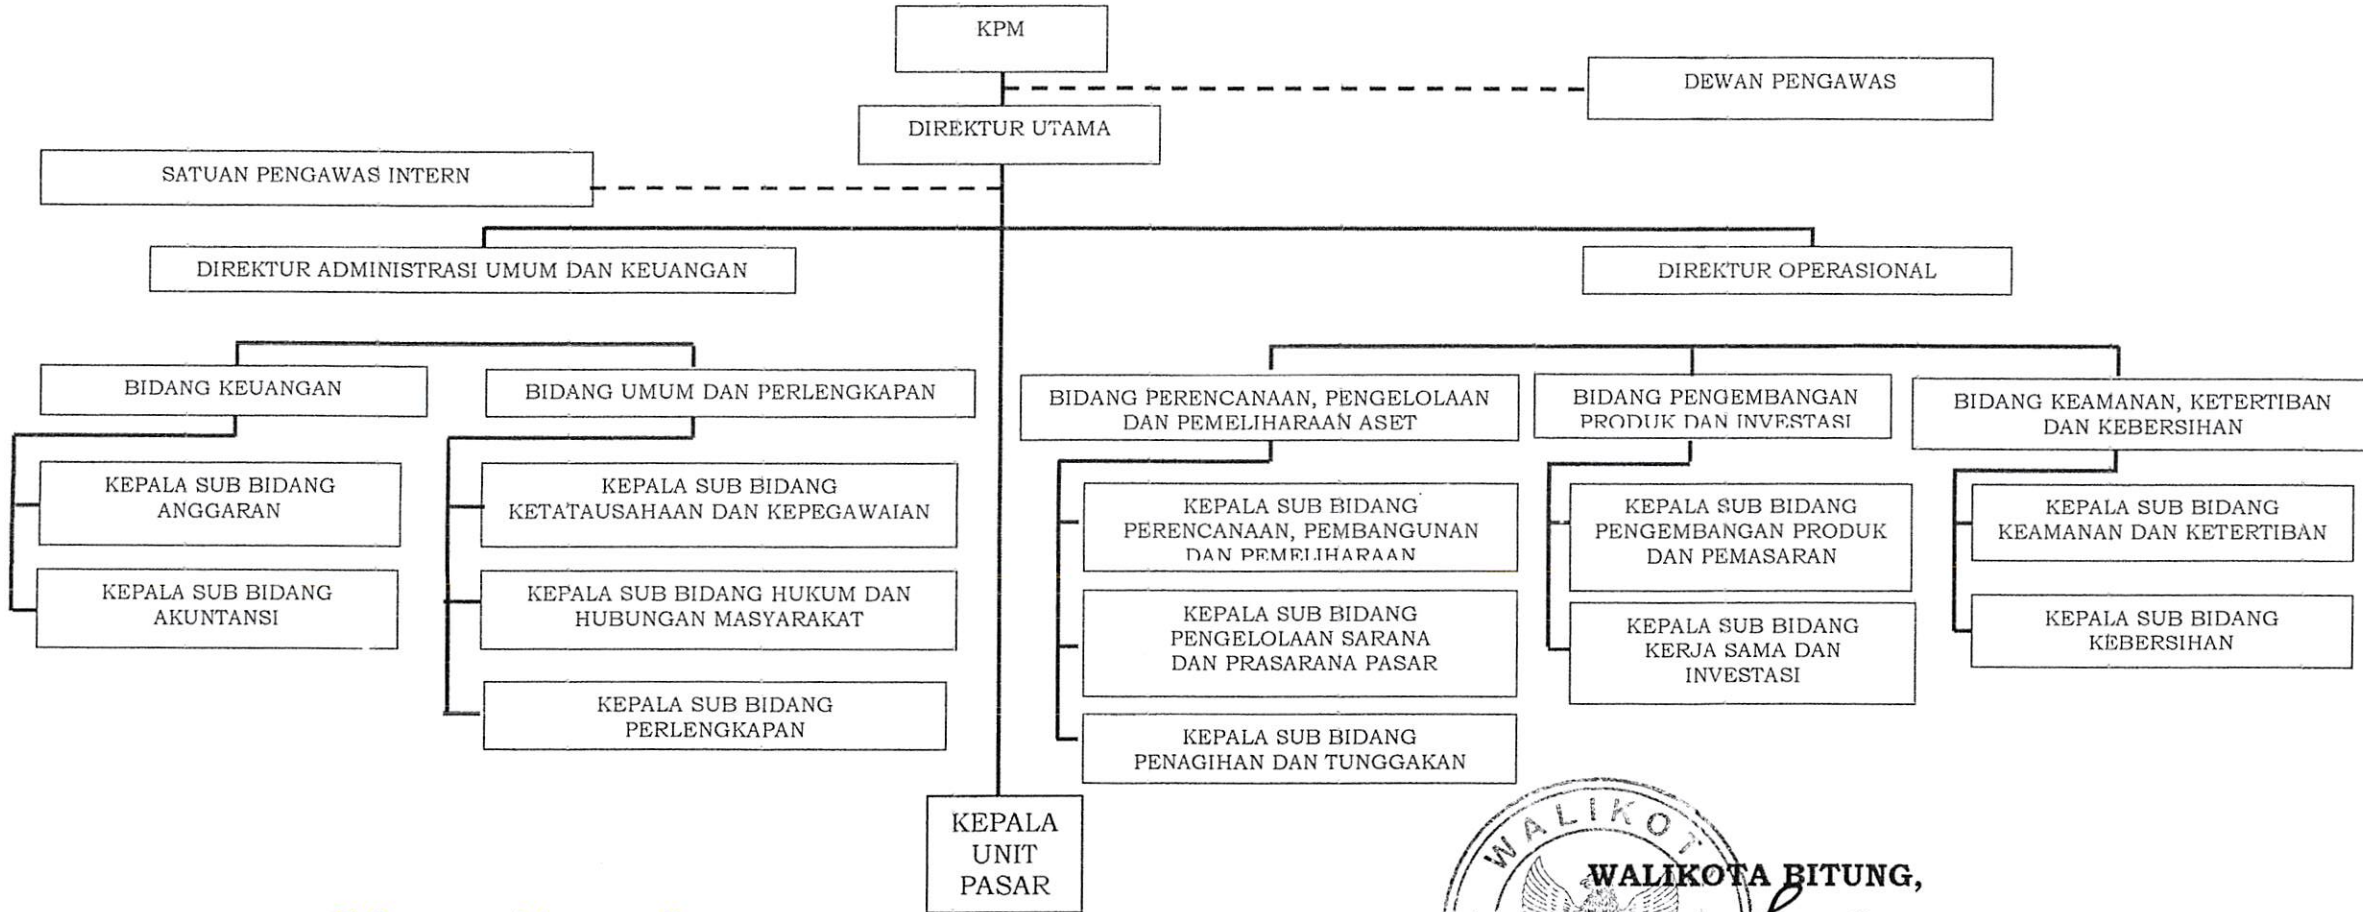 KPM
DEWAN PENGAWAS
DIREKTUR UTAMA
SATUAN PENGAWAS INTERN
DIREKTUR ADMINISTRASI UMUM DAN KEUANGAN
DIREKTUR OPERASIONAL
BIDANG KEUANGAN
KEPALA SUB BIDANG
ANGGARAN
KEPALA SUB BIDANG
AKUNTANSI
BIDANG UMUM DAN PERLENGKAPAN
KEPALA SUB BIDANG
KETATAUSAHAAN DAN KEPEGAWAIAN
KEPALA SUB BIDANG HUKUM DAN
HUBUNGAN MASYARAKAT
KEPALA SUB BIDANG
PERLENGKAPAN
BIDANG PERENCANAAN, PENGELOLAAN
DAN PEMELIHARAAN ASET
KEPALA SUB BIDANG
PERENCANAAN, PEMBANGUNAN
DAN PEMELIHARAAN
KEPALA SUB BIDANG
PENGELOLAAN SARANA
DAN PRASARANA PASAR
KEPALA SUB BIDANG
PENAGIHAN DAN TUNGGAKAN
BIDANG PENGEMBANGAN
PRODUK DAN INVESTASI
KEPALA SUB BIDANG
PENGEMBANGAN PRODUK
DAN PEMASARAN
KEPALA SUB BIDANG
KERJA SAMA DAN
INVESTASI
BIDANG KEAMANAN, KETERTIBAN
DAN KEBERSIHAN
KEPALA SUB BIDANG
KEAMANAN DAN KETERTIBAN
KEPALA SUB BIDANG
KEBERSIHAN
KEPALA
UNIT
PASAR
WALIKOT
WALIKOTA BITUNG,